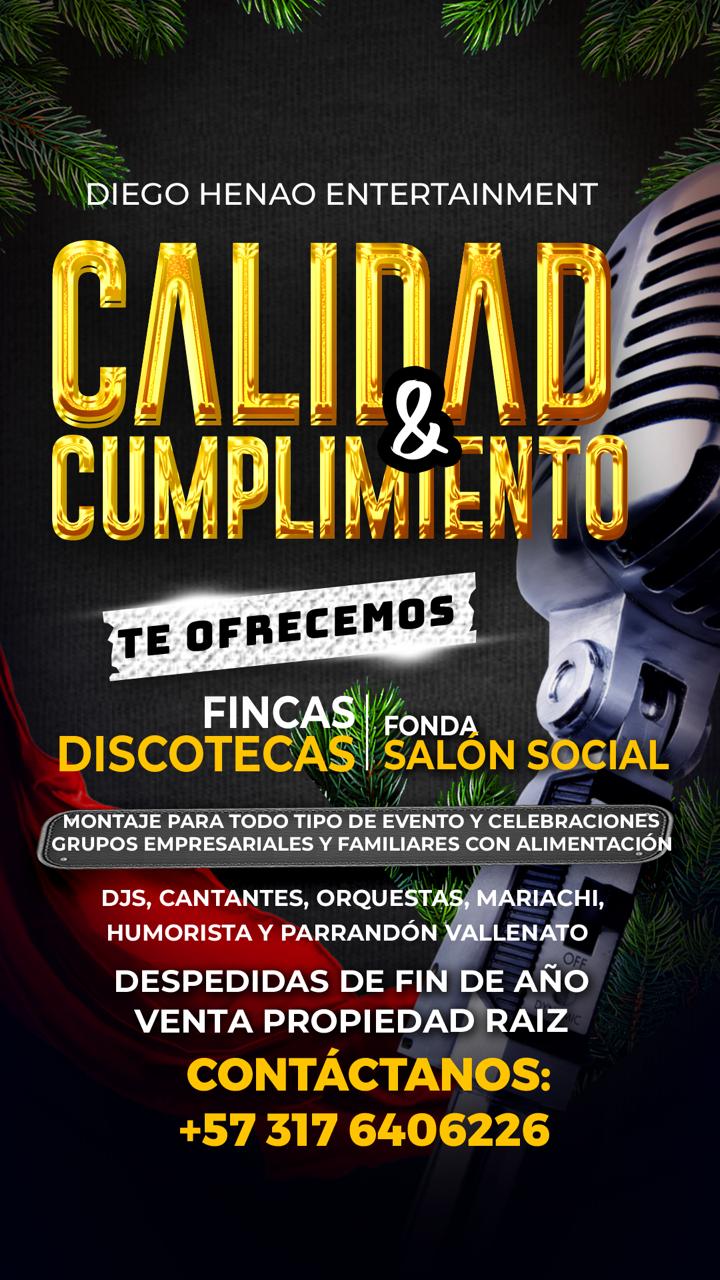 DIEGO HENAO ENTERTAINMENT
CALIDAD
&
CUMPLIMIENTO
TE OFRECEMOS
FINCAS
DISCOTECAS
FONDA
SALÓN SOCIAL
MONTAJE PARA TODO TIPO DE EVENTO Y CELEBRACIONES
GRUPOS EMPRESARIALES Y FAMILIARES CON ALIMENTACIÓN
DJS, CANTANTES, ORQUESTAS, MARIACHI,
HUMORISTA Y PARRANDÓN VALLENATO
OFF
DESPEDIDAS DE FIN DE AÑO
VENTA PROPIEDAD RAIZ
CONTÁCTANOS:
+57 317 6406226